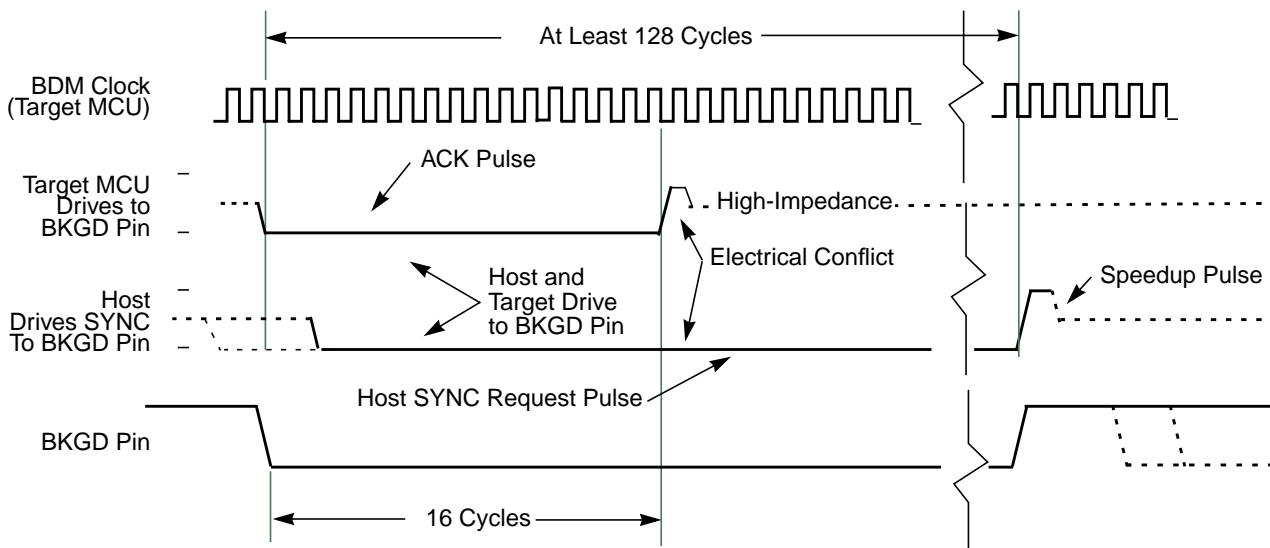 At Least 128 Cycles
BDM Clock
(Target MCU)
ACK Pulse
Target MCU
Drives to
BKGD Pin
High-Impedance
Electrical Conflict
Host and
Target Drive
to BKGD Pin
Speedup Pulse
Host
Drives SYNC
To BKGD Pin
Host SYNC Request Pulse
BKGD Pin
16 Cycles